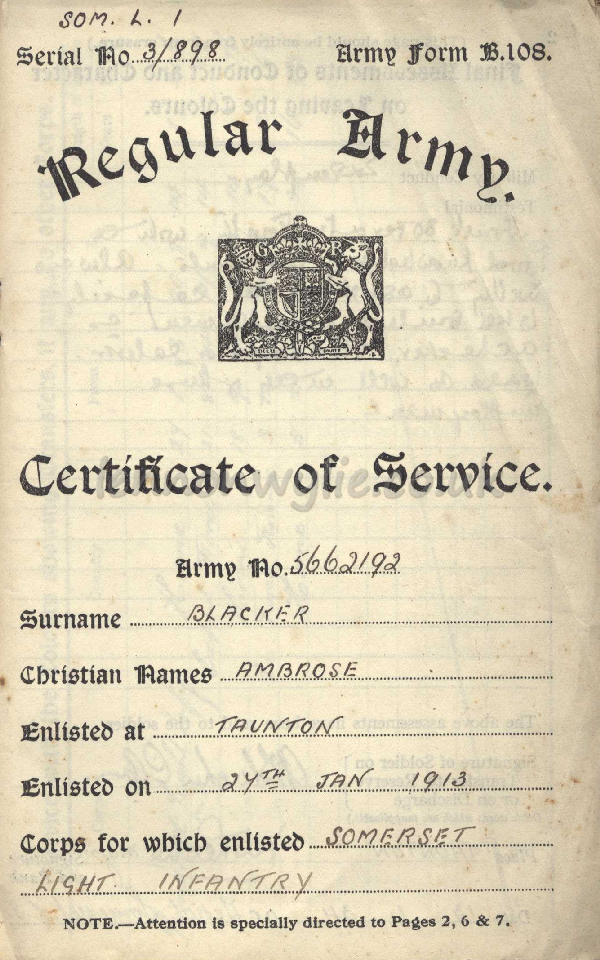 SOM. L. I
Serial No. 3/898 Army Form B.108.
Regular Army.
Certificate of Service.
Army No. 5662192
Surname BLACKER
Christian Names AMBROSE
Enlisted at TAUNTON
Enlisted on 24TH JAN 1913
Corps for which enlisted SOMERSET
LIGHT INFANTRY
NOTE.—Attention is specially directed to Pages 2, 6 & 7.